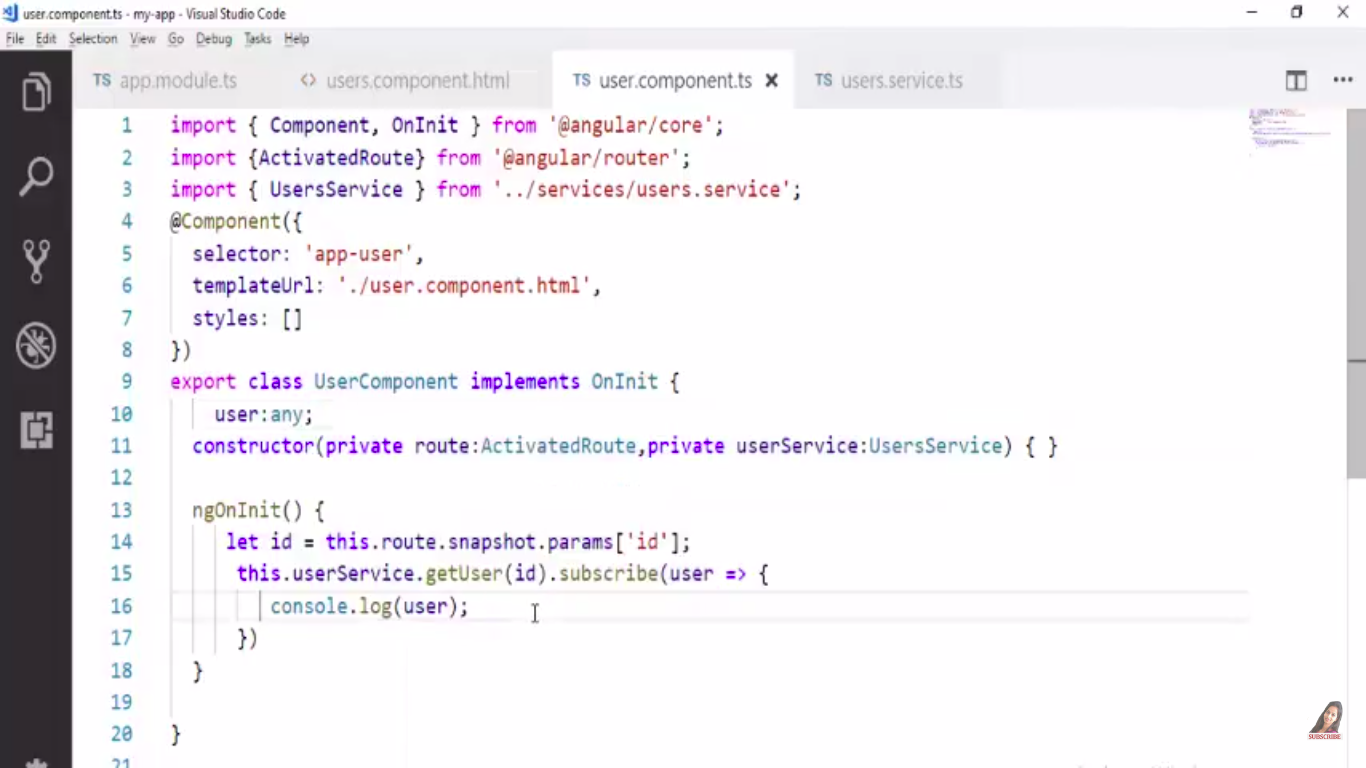 user.component.ts - my-app - Visual Studio Code
File Edit Selection View Go Debug Tasks Help
TS app.module.ts <> users.component.html TS user.component.ts TS users.service.ts
1 import { Component, OnInit } from '@angular/core';
2 import {ActivatedRoute} from '@angular/router';
3 import { UsersService } from '../services/users.service';
4 @Component({
5 selector: 'app-user',
6 templateUrl: './user.component.html',
7 styles: []
8 })
9 export class UserComponent implements OnInit {
10 user:any;
11 constructor(private route:ActivatedRoute,private userService:UsersService) { }
12
13 ngOnInit() {
14 let id = this.route.snapshot.params['id'];
15 this.userService.getUser(id).subscribe(user => {
16 console.log(user);
17 })
18 }
19
20 }
21
SUBSCRIBE